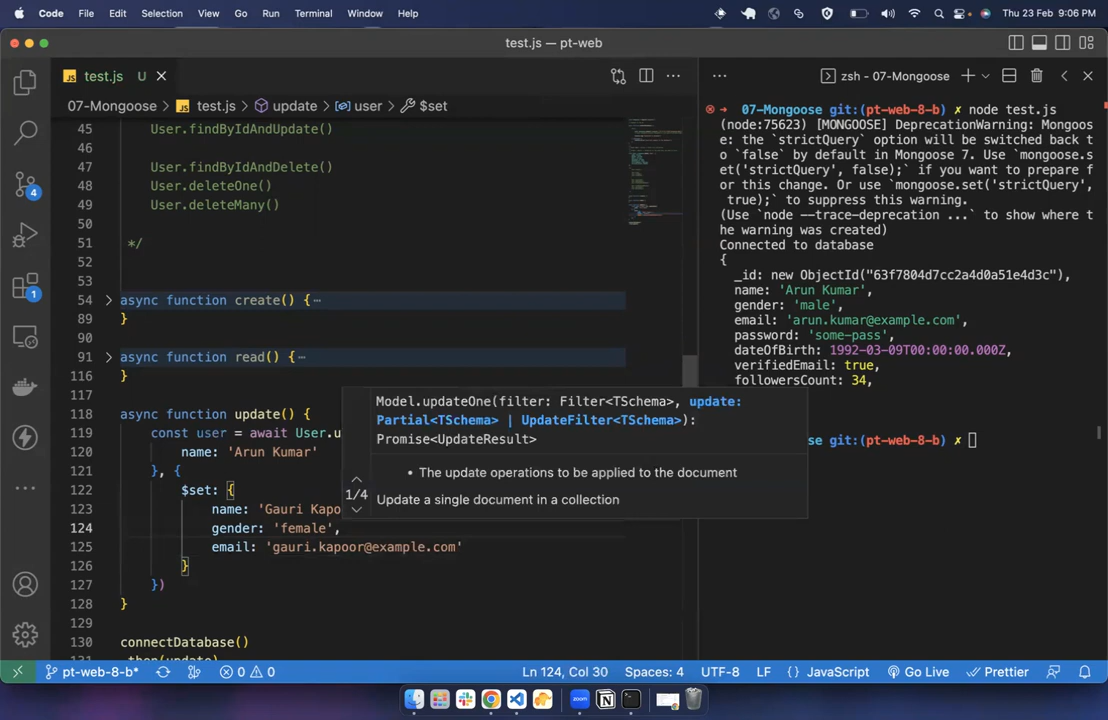 Code File Edit Selection View Go Run Terminal Window Help Thu 23 Feb 9:06 PM
test.js — pt-web
test.js U
07-Mongoose > test.js > update > user > $set
45 User.findByIdAndUpdate()
46
47 User.findByIdAndDelete()
48 User.deleteOne()
49 User.deleteMany()
50
51 */
52
53
54 async function create() {⋯
89 }
90
91 async function read() {⋯
116 }
117
118 async function update() {
119 const user = await User.u
120 name: 'Arun Kumar'
121 }, {
122 $set: {
123 name: 'Gauri Kapo
124 gender: 'female',
125 email: 'gauri.kapoor@example.com'
126 }
127 })
128 }
129
130 connectDatabase()
131 .then(update)
Model.updateOne(filter: Filter<TSchema>, update:
Partial<TSchema> | UpdateFilter<TSchema>):
Promise<UpdateResult>
• The update operations to be applied to the document
1/4
Update a single document in a collection
zsh - 07-Mongoose
→ 07-Mongoose git:(pt-web-8-b) ✗ node test.js
(node:75623) [MONGOOSE] DeprecationWarning: Mongoos
e: the `strictQuery` option will be switched back t
o `false` by default in Mongoose 7. Use `mongoose.s
et('strictQuery', false);` if you want to prepare f
or this change. Or use `mongoose.set('strictQuery',
true);` to suppress this warning.
(Use `node --trace-deprecation ...` to show where t
he warning was created)
Connected to database
{
_id: new ObjectId("63f7804d7cc2a4d0a51e4d3c"),
name: 'Arun Kumar',
gender: 'male',
email: 'arun.kumar@example.com',
password: 'some-pass',
dateOfBirth: 1992-03-09T00:00:00.000Z,
verifiedEmail: true,
followersCount: 34,
se git:(pt-web-8-b) ✗
4
1
pt-web-8-b* 0 0 Ln 124, Col 30 Spaces: 4 UTF-8 LF {} JavaScript Go Live Prettier
zoom